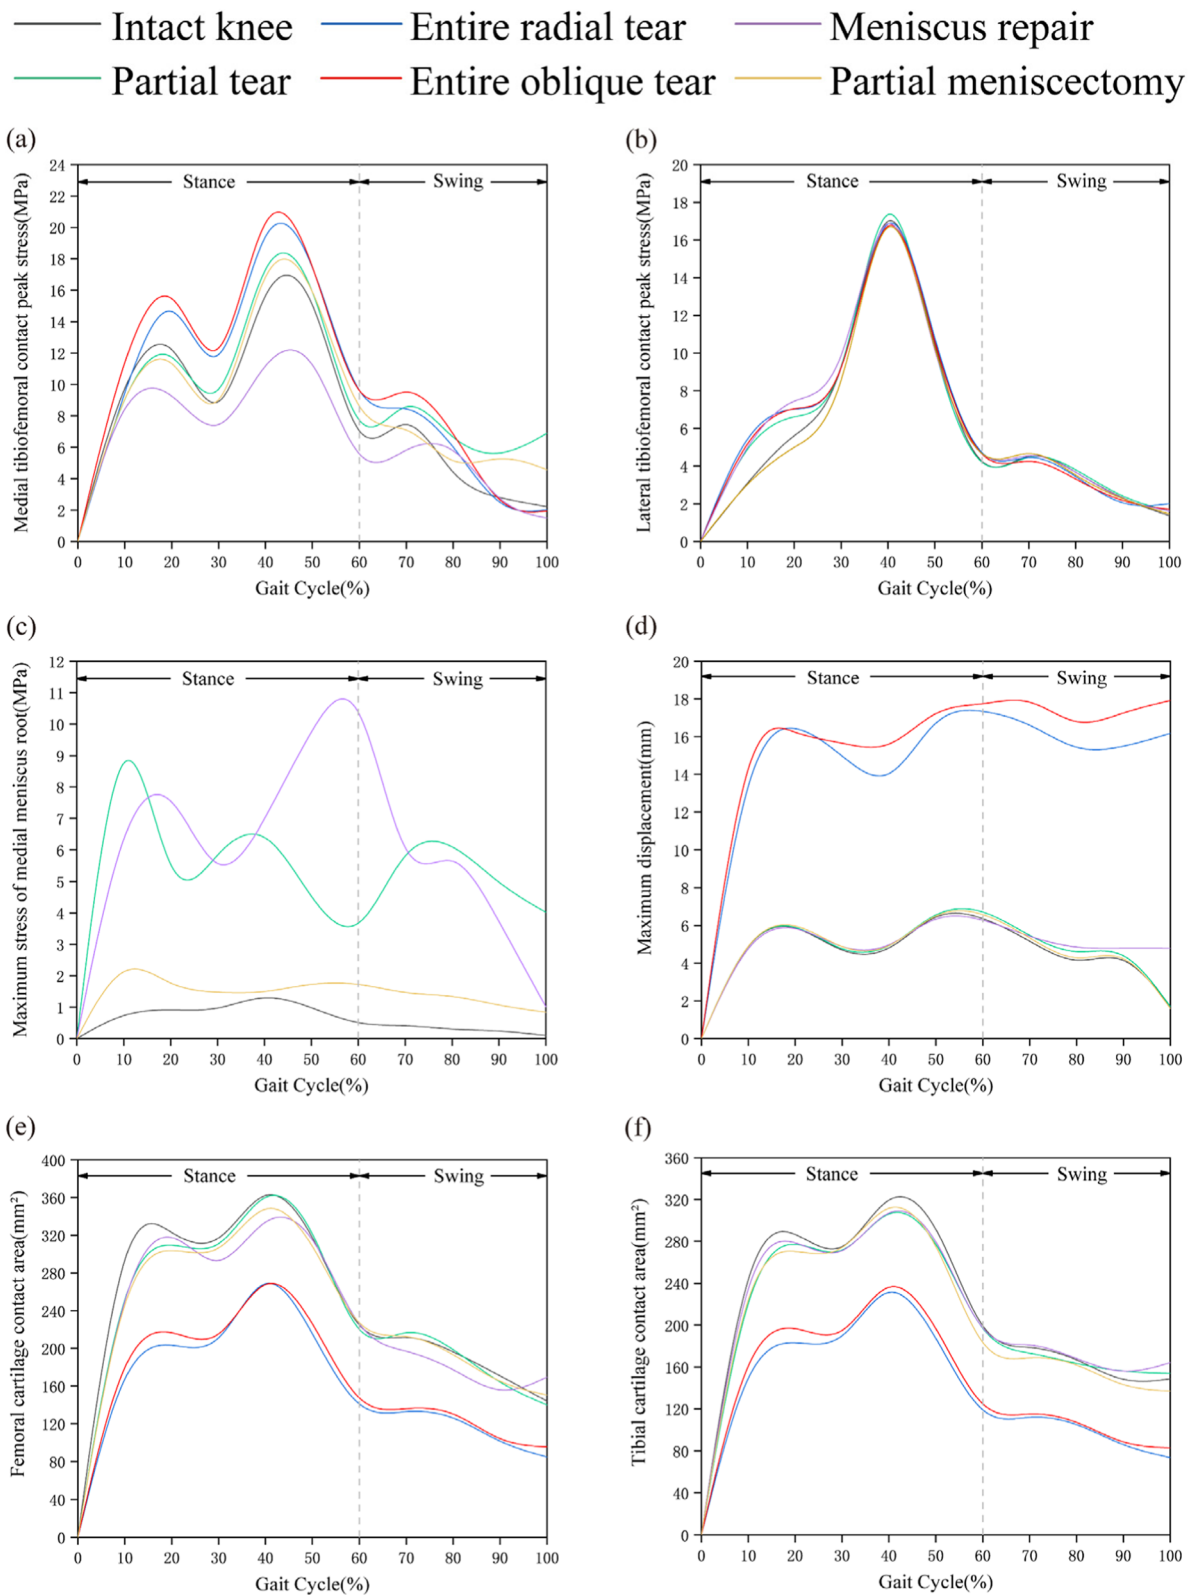 Intact knee Entire radial tear Meniscus repair
Partial tear Entire oblique tear Partial meniscectomy
(a)
24
22
20
18
16
14
12
10
8
6
4
2
0
Medial tibiofemoral contact peak stress(MPa)
Stance Swing
0 10 20 30 40 50 60 70 80 90 100
Gait Cycle(%)
(b)
20
18
16
14
12
10
8
6
4
2
0
Lateral tibiofemoral contact peak stress(MPa)
Stance Swing
0 10 20 30 40 50 60 70 80 90 100
Gait Cycle(%)
(c)
12
11
10
9
8
7
6
5
4
3
2
1
0
Maximum stress of medial meniscus root(MPa)
Stance Swing
0 10 20 30 40 50 60 70 80 90 100
Gait Cycle(%)
(d)
20
18
16
14
12
10
8
6
4
2
0
Maximum displacement(mm)
Stance Swing
0 10 20 30 40 50 60 70 80 90 100
Gait Cycle(%)
(e)
400
360
320
280
240
200
160
120
80
40
0
Femoral cartilage contact area(mm²)
Stance Swing
0 10 20 30 40 50 60 70 80 90 100
Gait Cycle(%)
(f)
360
320
280
240
200
160
120
80
40
0
Tibial cartilage contact area(mm²)
Stance Swing
0 10 20 30 40 50 60 70 80 90 100
Gait Cycle(%)